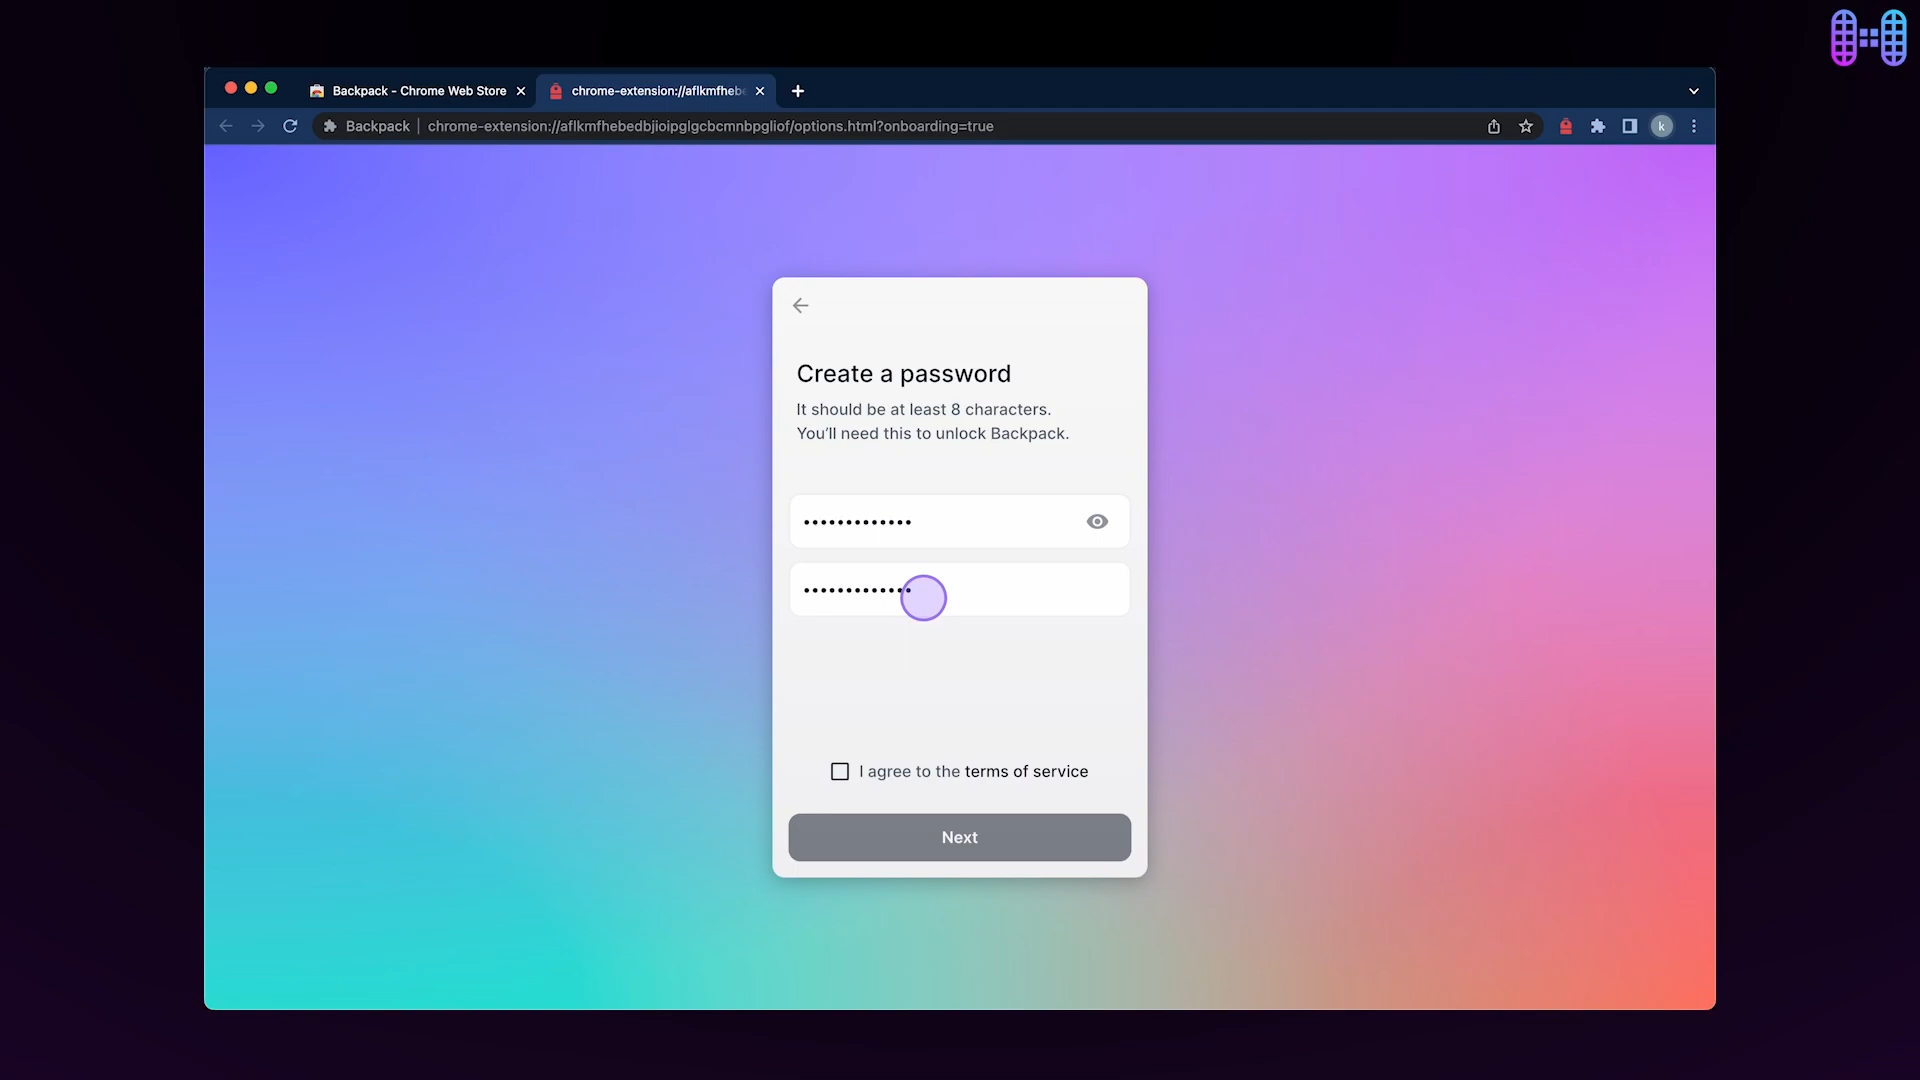 Backpack - Chrome Web Store
chrome-extension://aflkmfhebe
Backpack
chrome-extension://aflkmfhebedbjioipglgcbcmnbpgliof/options.html?onboarding=true
k
Create a password
It should be at least 8 characters.
You'll need this to unlock Backpack.
•••••••••••••
•••••••••••••
I agree to the terms of service
Next